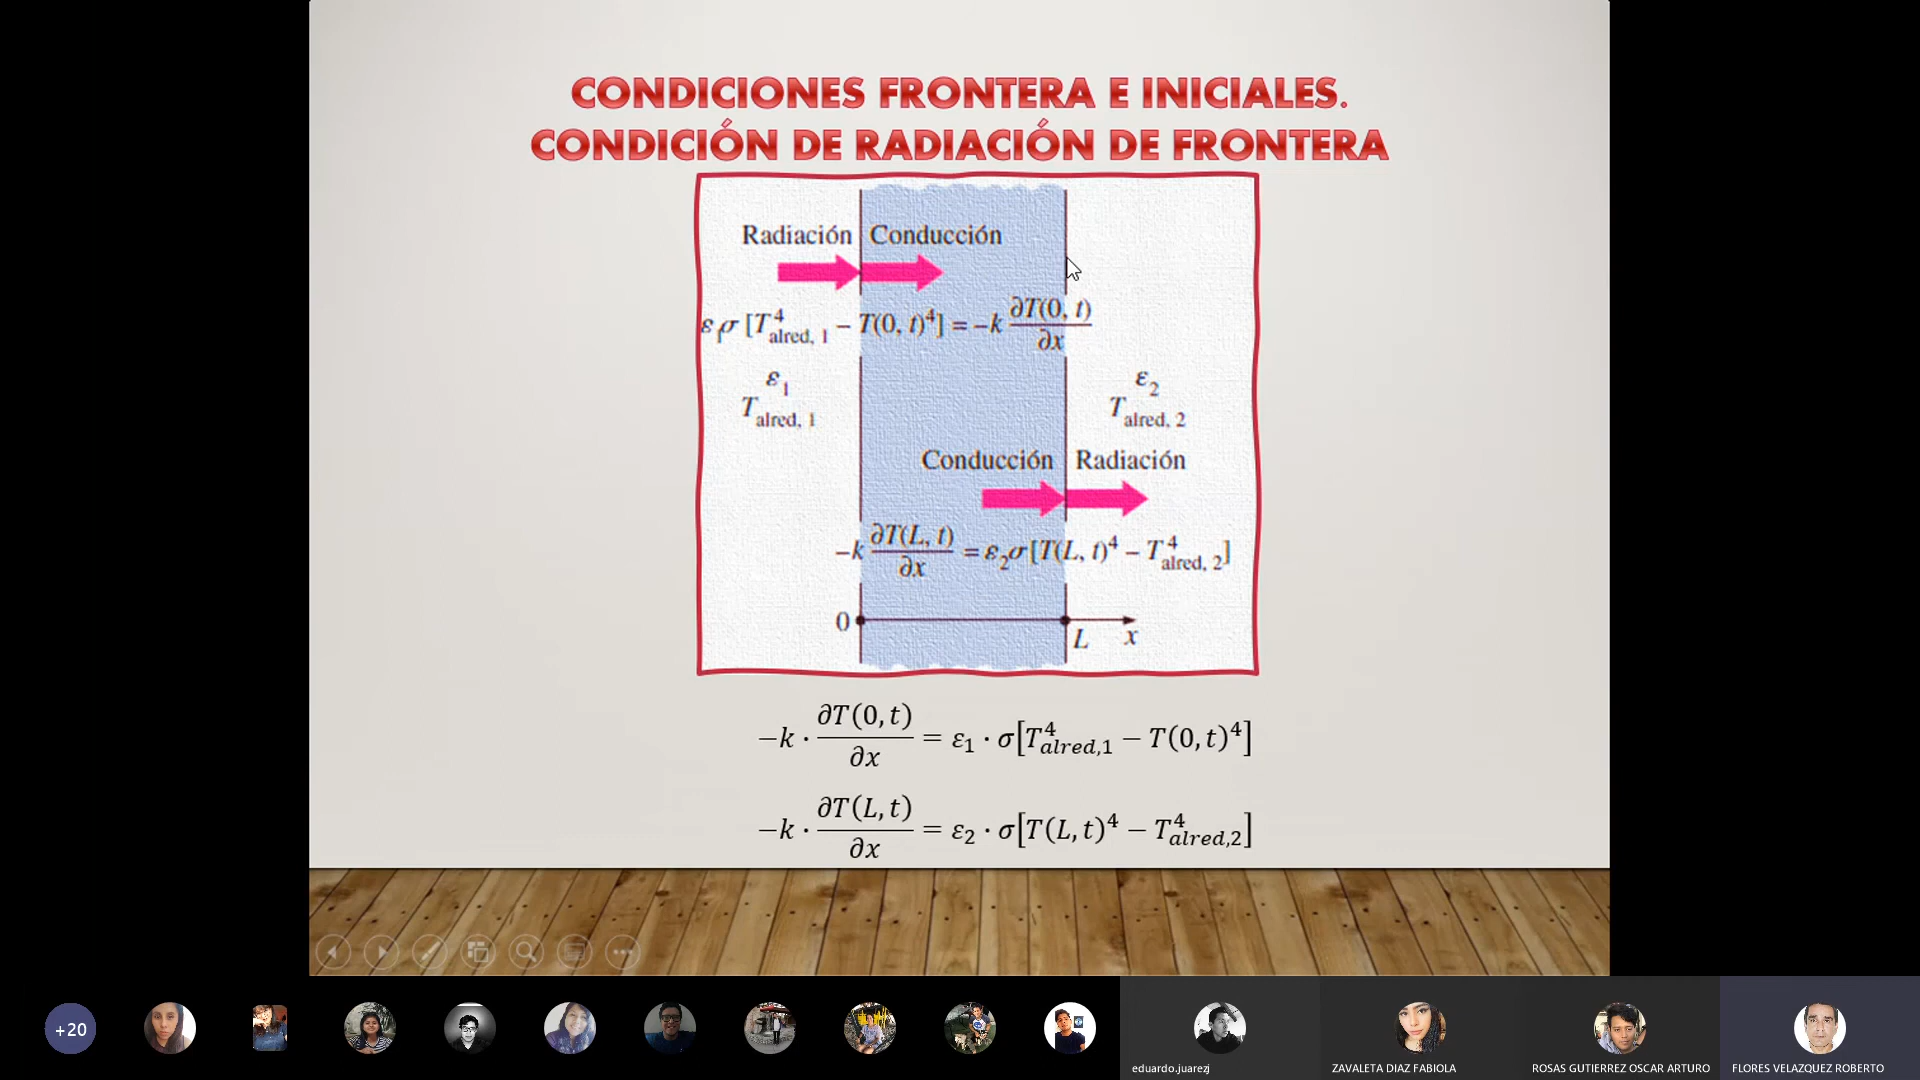 CONDICIONES FRONTERA E INICIALES.
CONDICIÓN DE RADIACIÓN DE FRONTERA
Radiación Conducción
ε₁σ [T⁴alred, 1 − T(0, t)⁴] = −k ∂T(0, t)/∂x
ε₁ ε₂
Talred, 1 Talred, 2
Conducción Radiación
−k ∂T(L, t)/∂x = ε₂σ[T(L, t)⁴ − T⁴alred, 2]
0 L x
−k · ∂T(0, t)/∂x = ε₁ · σ[T⁴alred,1 − T(0, t)⁴]
−k · ∂T(L, t)/∂x = ε₂ · σ[T(L, t)⁴ − T⁴alred,2]
+20
eduardo.juarezj ZAVALETA DIAZ FABIOLA ROSAS GUTIERREZ OSCAR ARTURO FLORES VELAZQUEZ ROBERTO